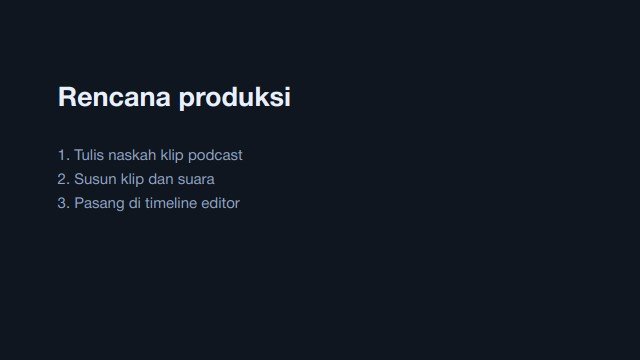 Rencana produksi
1. Tulis naskah klip podcast
2. Susun klip dan suara
3. Pasang di timeline editor